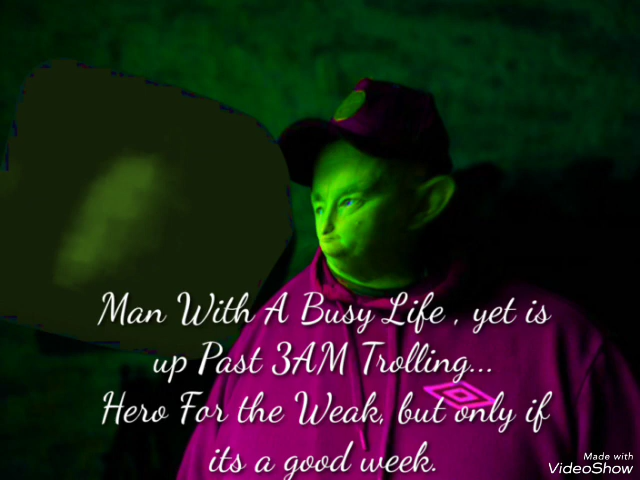 Man With A Busy Life , yet is
up Past 3AM Trolling...
Hero For the Weak, but only if
its a good week.
Made with
VideoShow